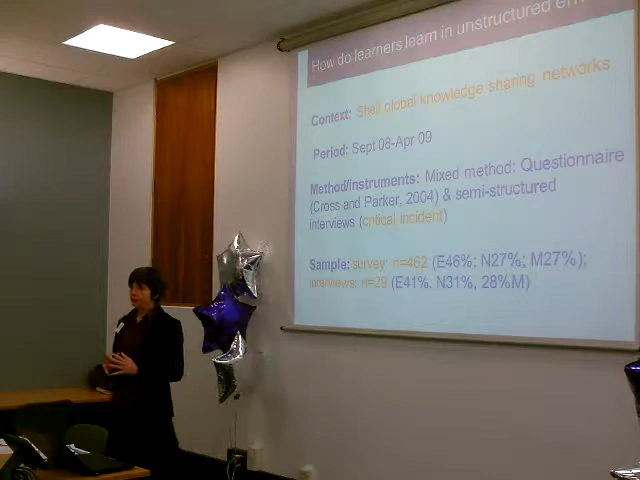 How do learners learn in unstructured
Context: Shell global knowledge sharing networks
Period: Sept 08-Apr 09
Method/Instruments: Mixed method: Questionnaire
(Cross and Parker, 2004) & semi-structured
interviews (critical incident)
Sample: survey: n=462 (E46%; N27%; M27%);
interviews: n=29 (E41%. N31%, 28%M)